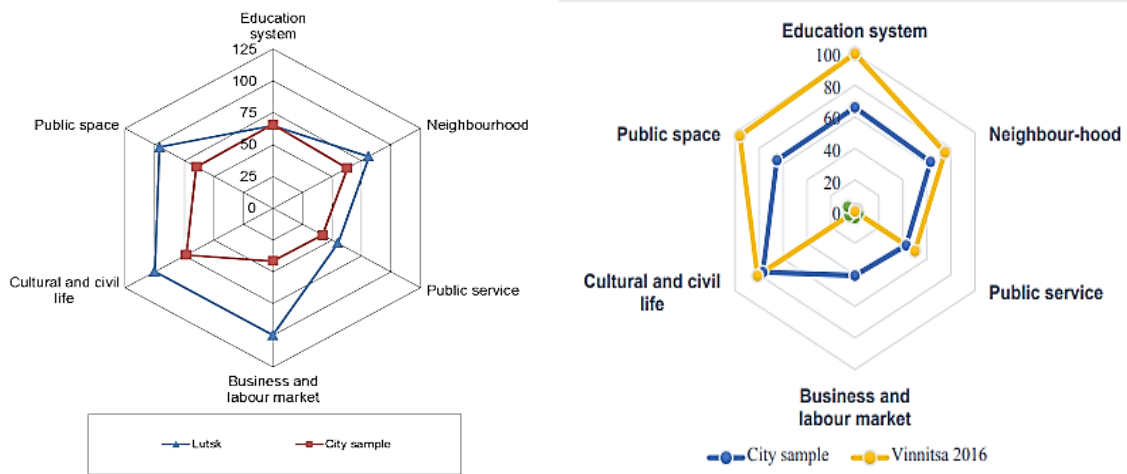 Education
system
125
100
75
50
25
0
Public space
Neighbourhood
Cultural and civil
life
Public service
Business and
labour market
Lutsk
City sample
Education system
100
80
60
40
20
0
Public space
Neighbour-hood
Cultural and civil
life
Public service
Business and
labour market
City sample
Vinnitsa 2016